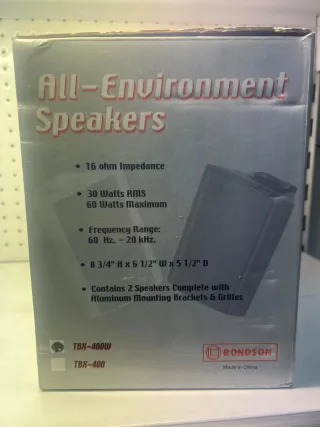 All-Environment
Speakers
• 16 ohm Impedance
• 30 Watts RMS
60 Watts Maximum
• Frequency Range:
60 Hz. - 20 kHz.
• 8 3/4" H x 6 1/2" W x 5 1/2" D
• Contains 2 Speakers Complete with
Aluminum Mounting Brackets & Grilles
TBX-400W
TBX-400
RONDSON
Made in China